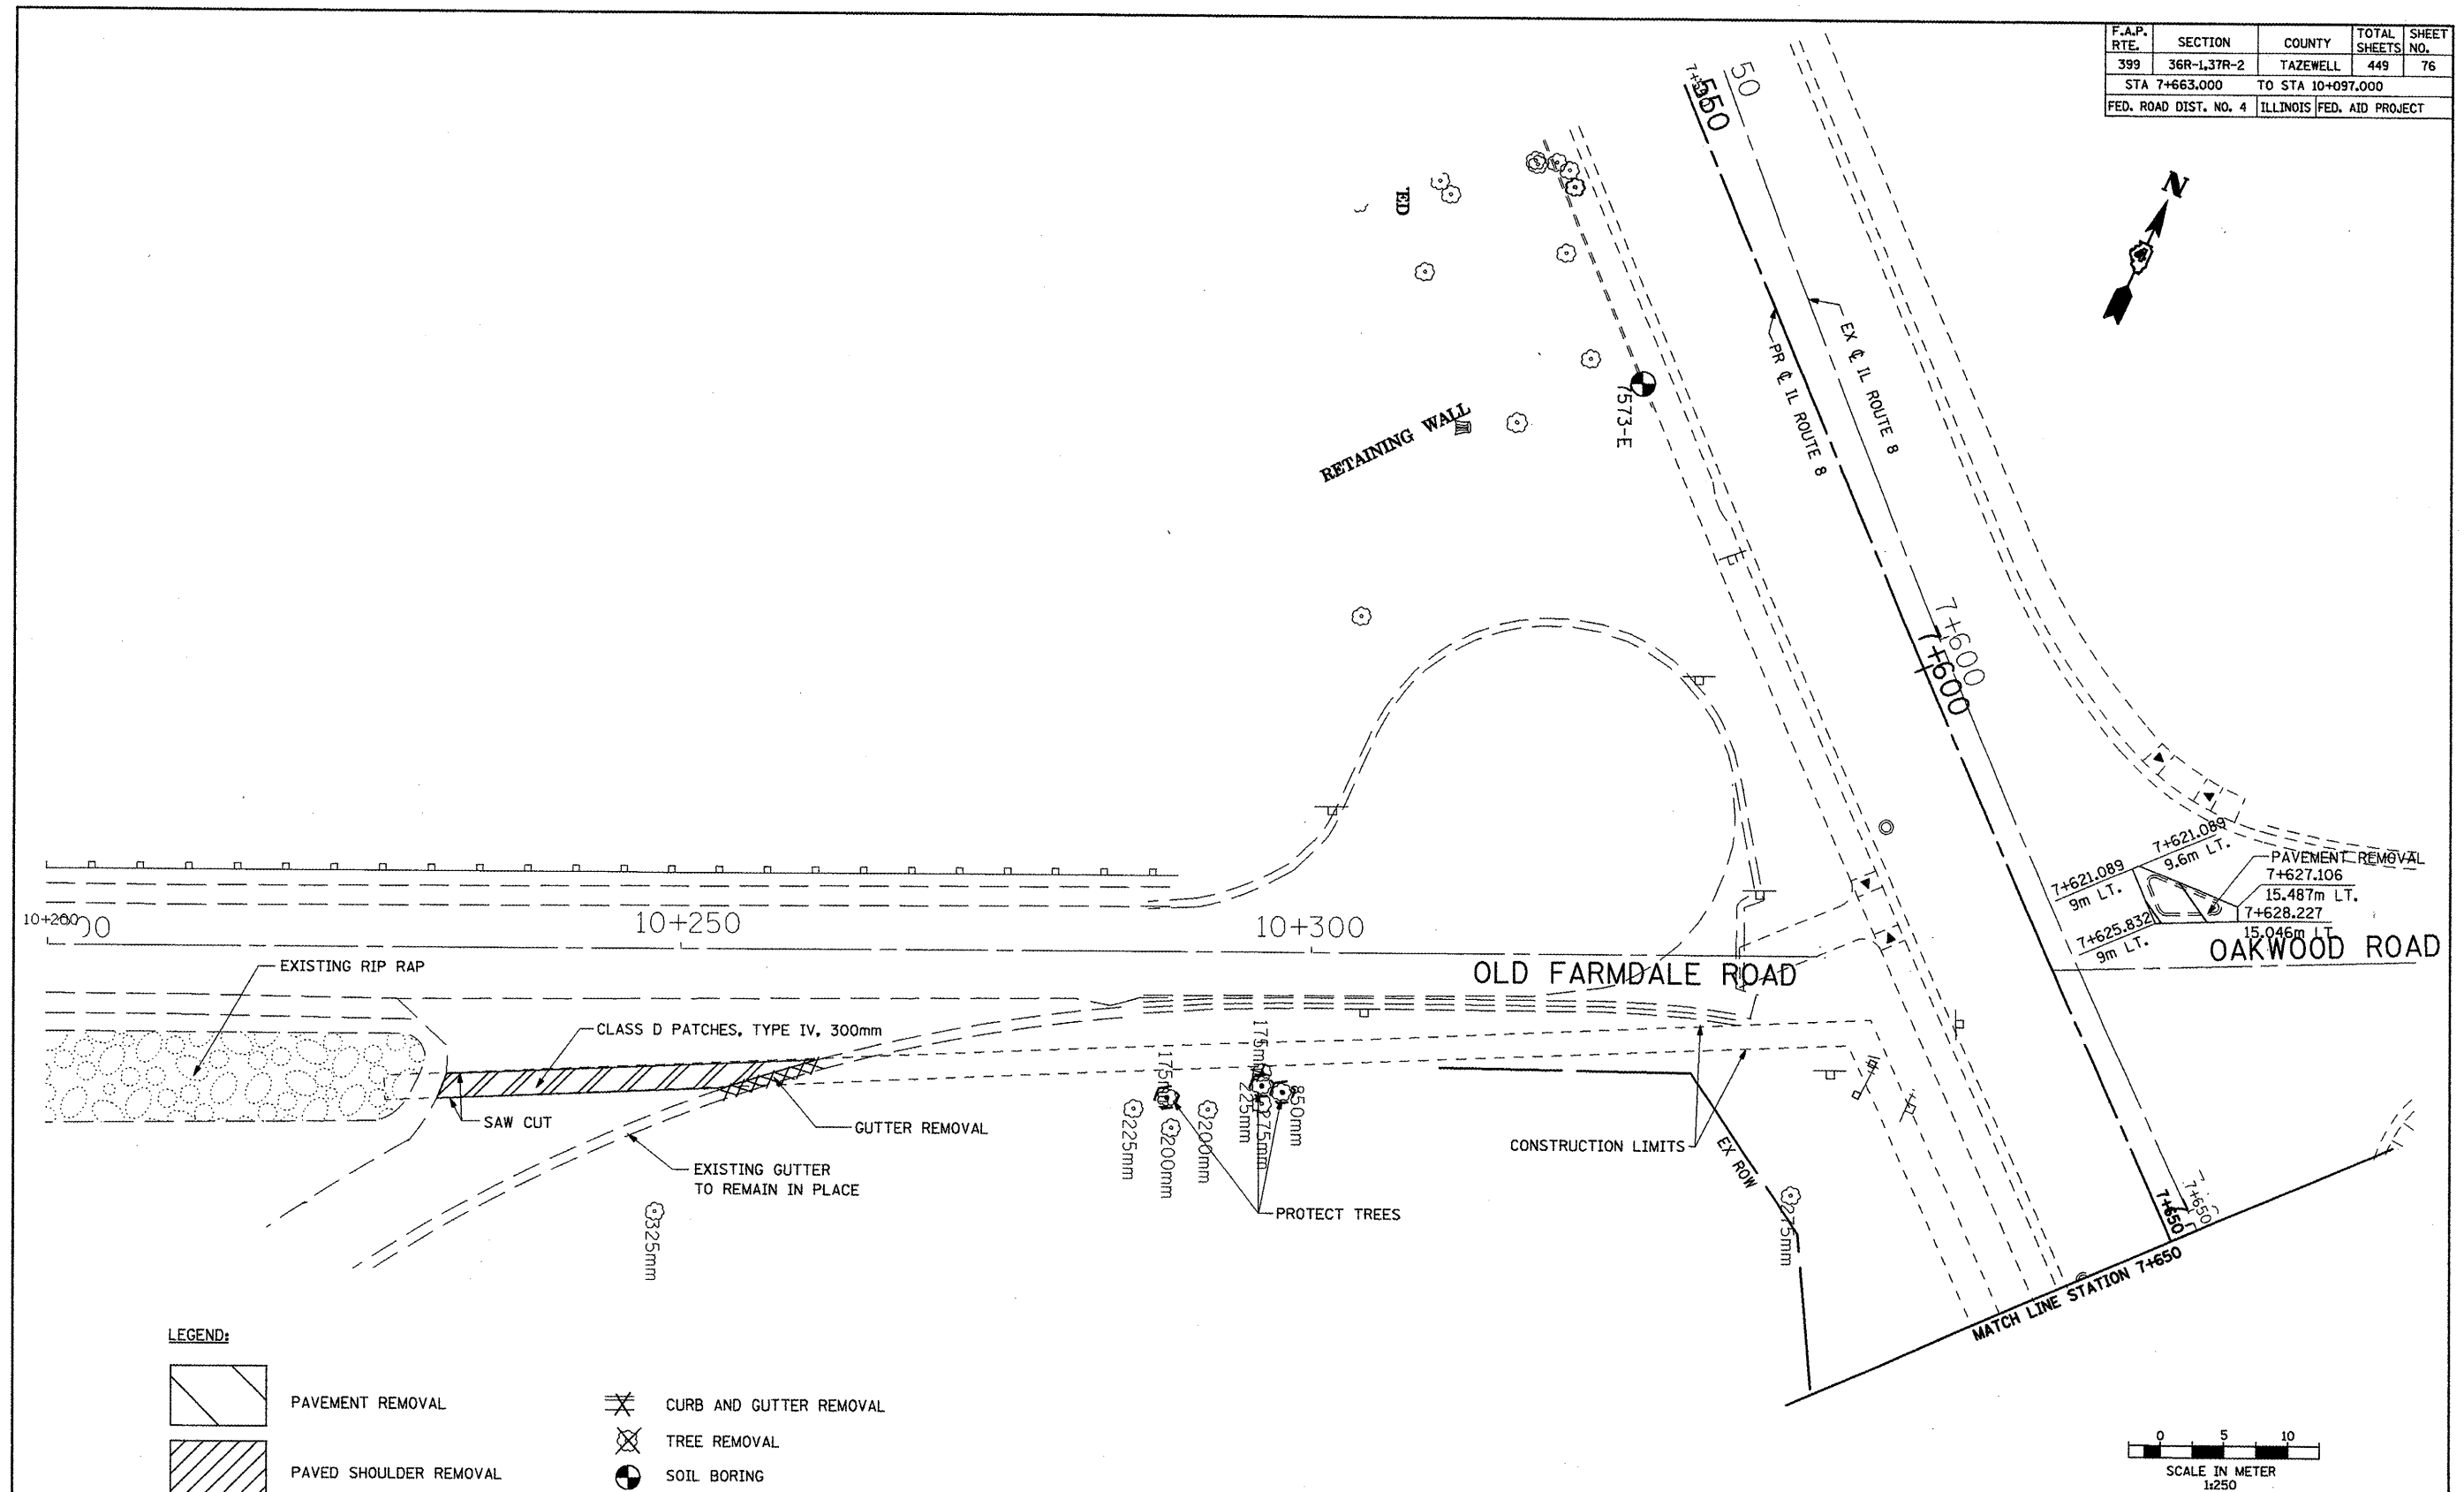 F.A.P. RTE.
SECTION
COUNTY
TOTAL SHEETS
SHEET NO.
399
36R-1,37R-2
TAZEWELL
449
76
STA 7+663.000 TO STA 10+097.000
FED. ROAD DIST. NO. 4
ILLINOIS
FED. AID PROJECT
N
4
550
50
TED
EX ℄ IL ROUTE 8
PR ℄ IL ROUTE 8
7573-E
RETAINING WALL
7+600
7+600
7+621.089
9.6m LT.
7+621.089
9m LT.
PAVEMENT REMOVAL
7+627.106
15.487m LT.
7+628.227
15.046m LT
7+625.832
9m LT.
OAKWOOD ROAD
10+200
10+250
10+300
OLD FARMDALE ROAD
EXISTING RIP RAP
CLASS D PATCHES, TYPE IV, 300mm
SAW CUT
GUTTER REMOVAL
EXISTING GUTTER
TO REMAIN IN PLACE
325mm
225mm
175mm
200mm
200mm
175mm
225mm
275mm
850mm
PROTECT TREES
CONSTRUCTION LIMITS
EX ROW
275mm
7+650
7+650
MATCH LINE STATION 7+650
LEGEND:
PAVEMENT REMOVAL
PAVED SHOULDER REMOVAL
CURB AND GUTTER REMOVAL
TREE REMOVAL
SOIL BORING
0 5 10
SCALE IN METER
1:250